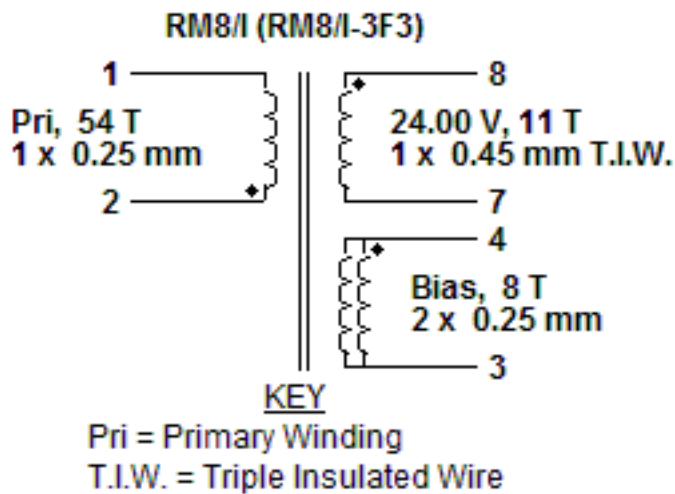 RM8/I (RM8/I-3F3)
1
8
Pri, 54 T
1 x 0.25 mm
24.00 V, 11 T
1 x 0.45 mm T.I.W.
2
7
4
Bias, 8 T
2 x 0.25 mm
3
KEY
Pri = Primary Winding
T.I.W. = Triple Insulated Wire